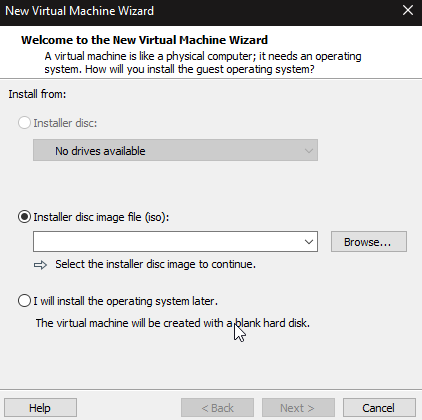 New Virtual Machine Wizard
Welcome to the New Virtual Machine Wizard
A virtual machine is like a physical computer; it needs an operating
system. How will you install the guest operating system?
Install from:
Installer disc:
No drives available
Installer disc image file (iso):
Browse...
Select the installer disc image to continue.
I will install the operating system later.
The virtual machine will be created with a blank hard disk.
Help
< Back
Next >
Cancel